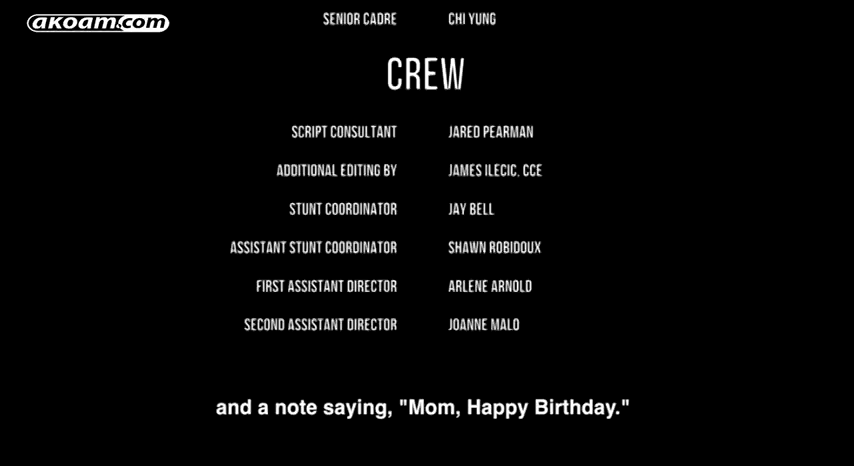 akoam.com
SENIOR CADRE CHI YUNG
CREW
SCRIPT CONSULTANT JARED PEARMAN
ADDITIONAL EDITING BY JAMES ILECIC, CCE
STUNT COORDINATOR JAY BELL
ASSISTANT STUNT COORDINATOR SHAWN ROBIDOUX
FIRST ASSISTANT DIRECTOR ARLENE ARNOLD
SECOND ASSISTANT DIRECTOR JOANNE MALO
and a note saying, "Mom, Happy Birthday."